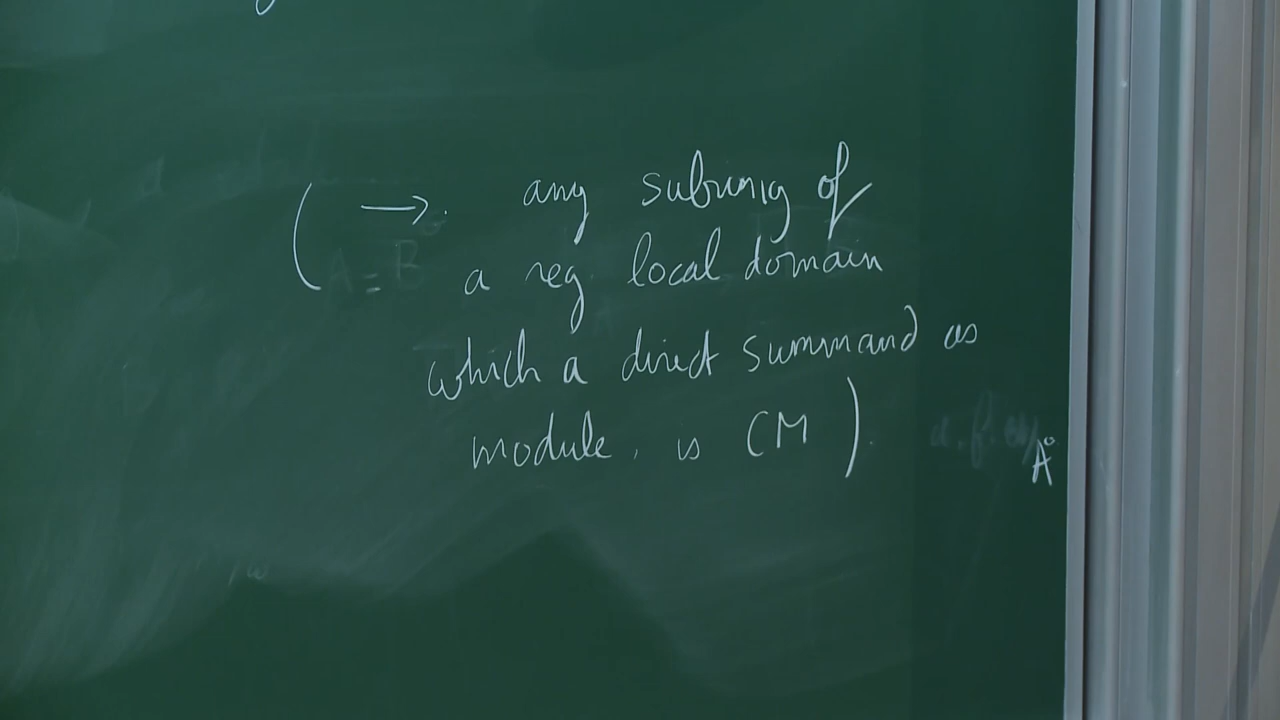 ( → . any subring of
a reg. local domain
which a direct summand as
module, is CM ).
A°